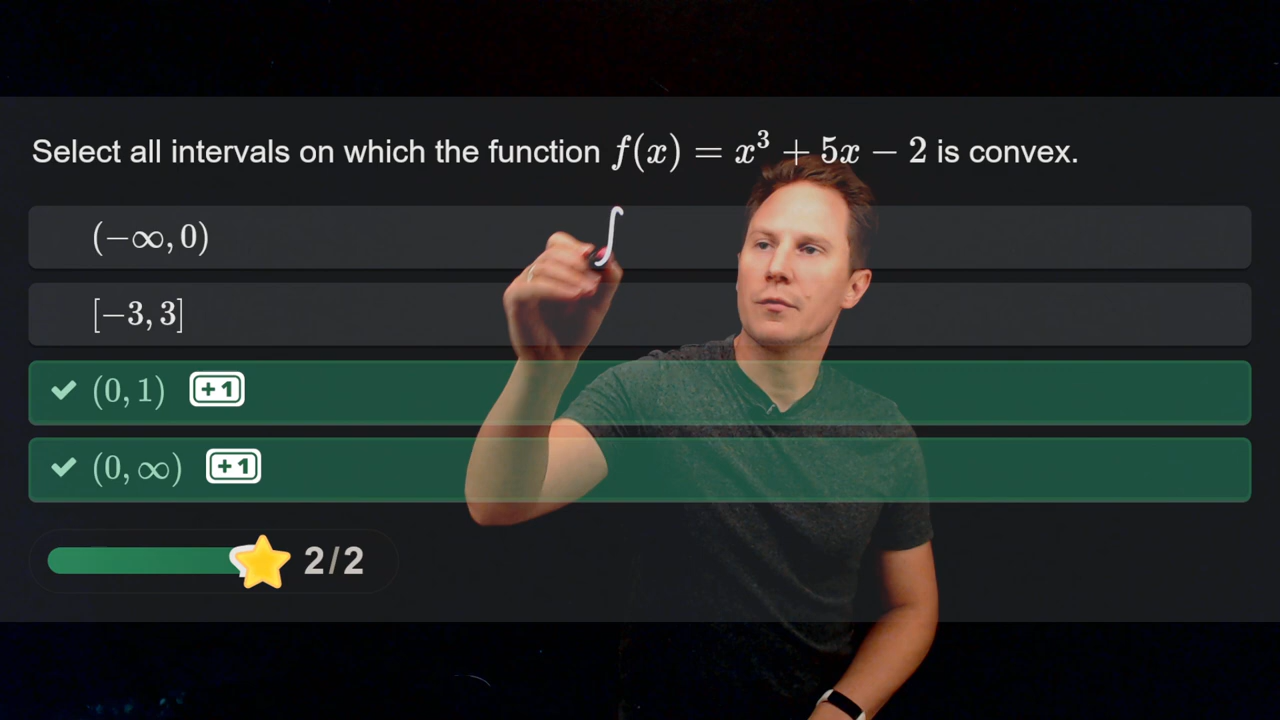 Select all intervals on which the function f(x) = x³ + 5x − 2 is convex.
(−∞, 0)
[−3, 3]
(0, 1) +1
(0, ∞) +1
2/2